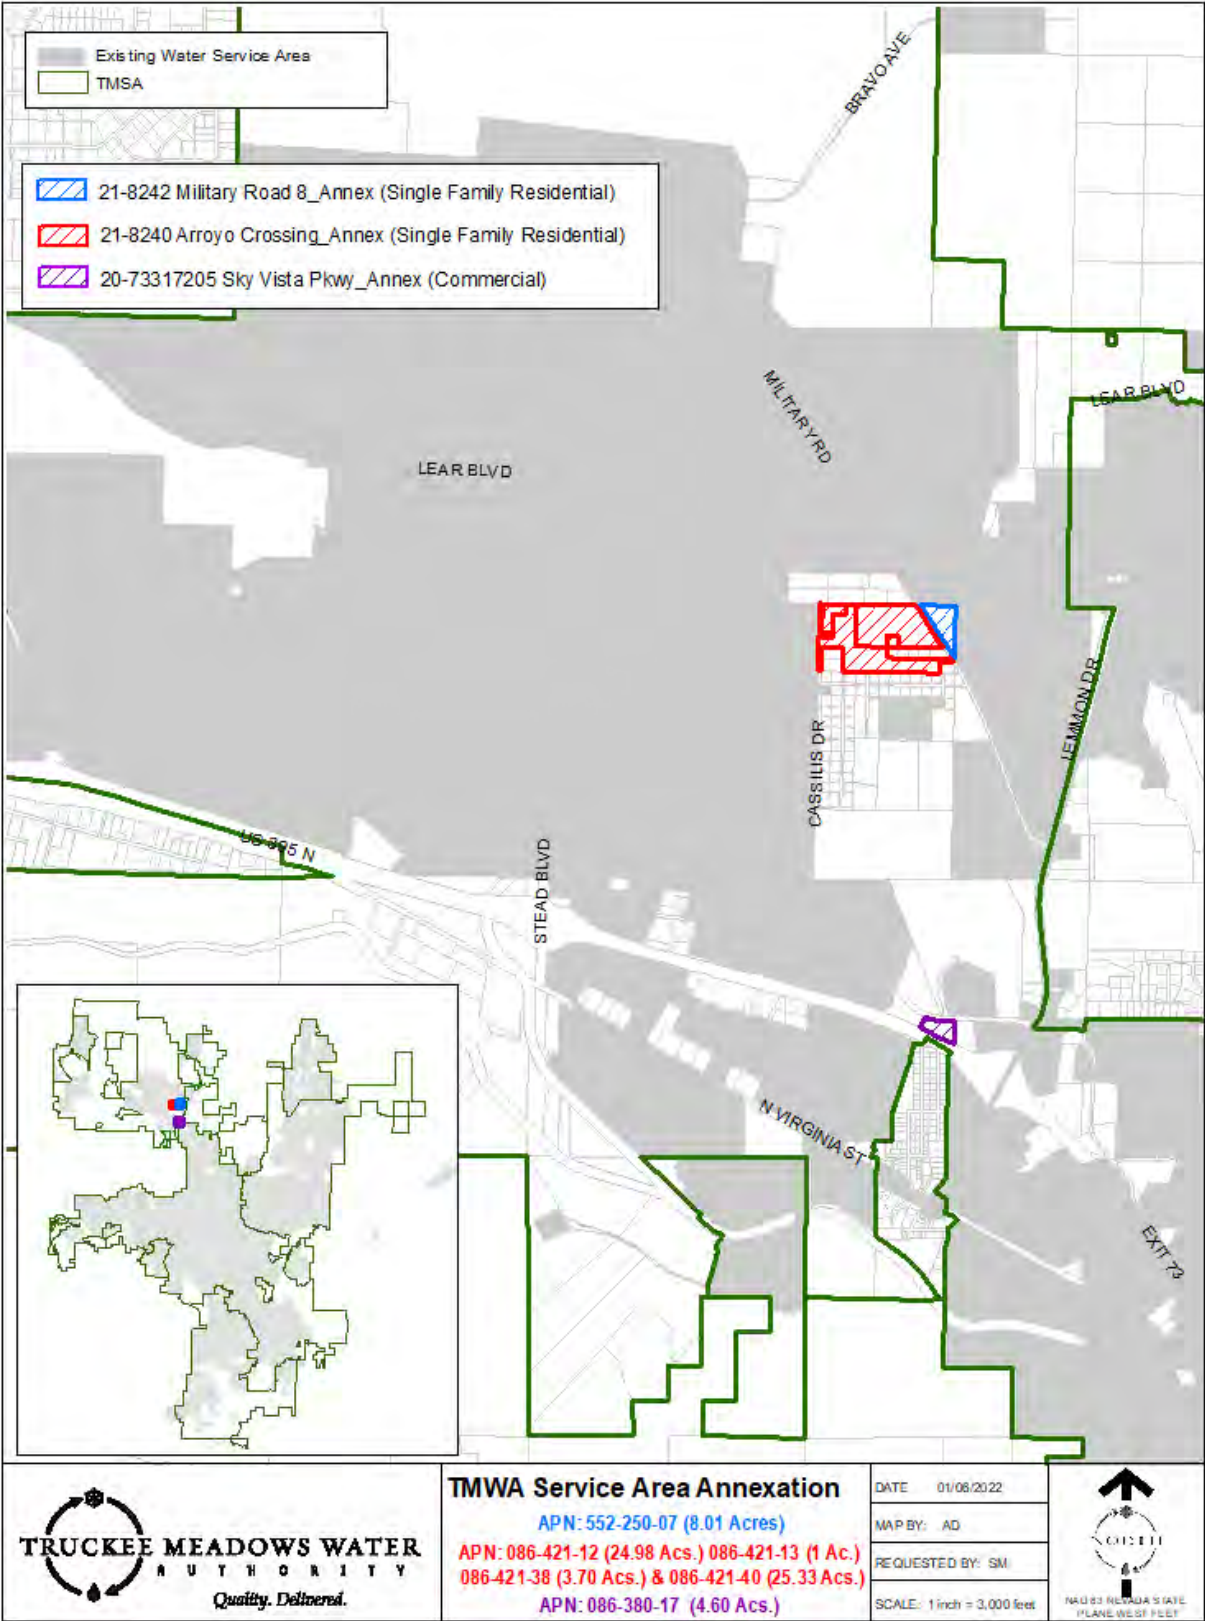 Existing Water Service Area
TMSA
BRAVO AVE
21-8242 Military Road 8_Annex (Single Family Residential)
21-8240 Arroyo Crossing_Annex (Single Family Residential)
20-73317205 Sky Vista Pkwy_Annex (Commercial)
MILITARY RD
LEAR BLVD
LEAR BLVD
LEMMON DR
CASSILIS DR
US 395 N
STEAD BLVD
N VIRGINIA ST
EXIT 73
TRUCKEE MEADOWS WATER
AUTHORITY
Quality. Delivered.
TMWA Service Area Annexation
APN: 552-250-07 (8.01 Acres)
APN: 086-421-12 (24.98 Acs.) 086-421-13 (1 Ac.)
086-421-38 (3.70 Acs.) & 086-421-40 (25.33 Acs.)
APN: 086-380-17 (4.60 Acs.)
DATE 01/06/2022
MAP BY: AD
REQUESTED BY: SM
SCALE: 1 inch = 3,000 feet
NORTH
NAD 83 NEVADA STATE
PLANE WEST FEET